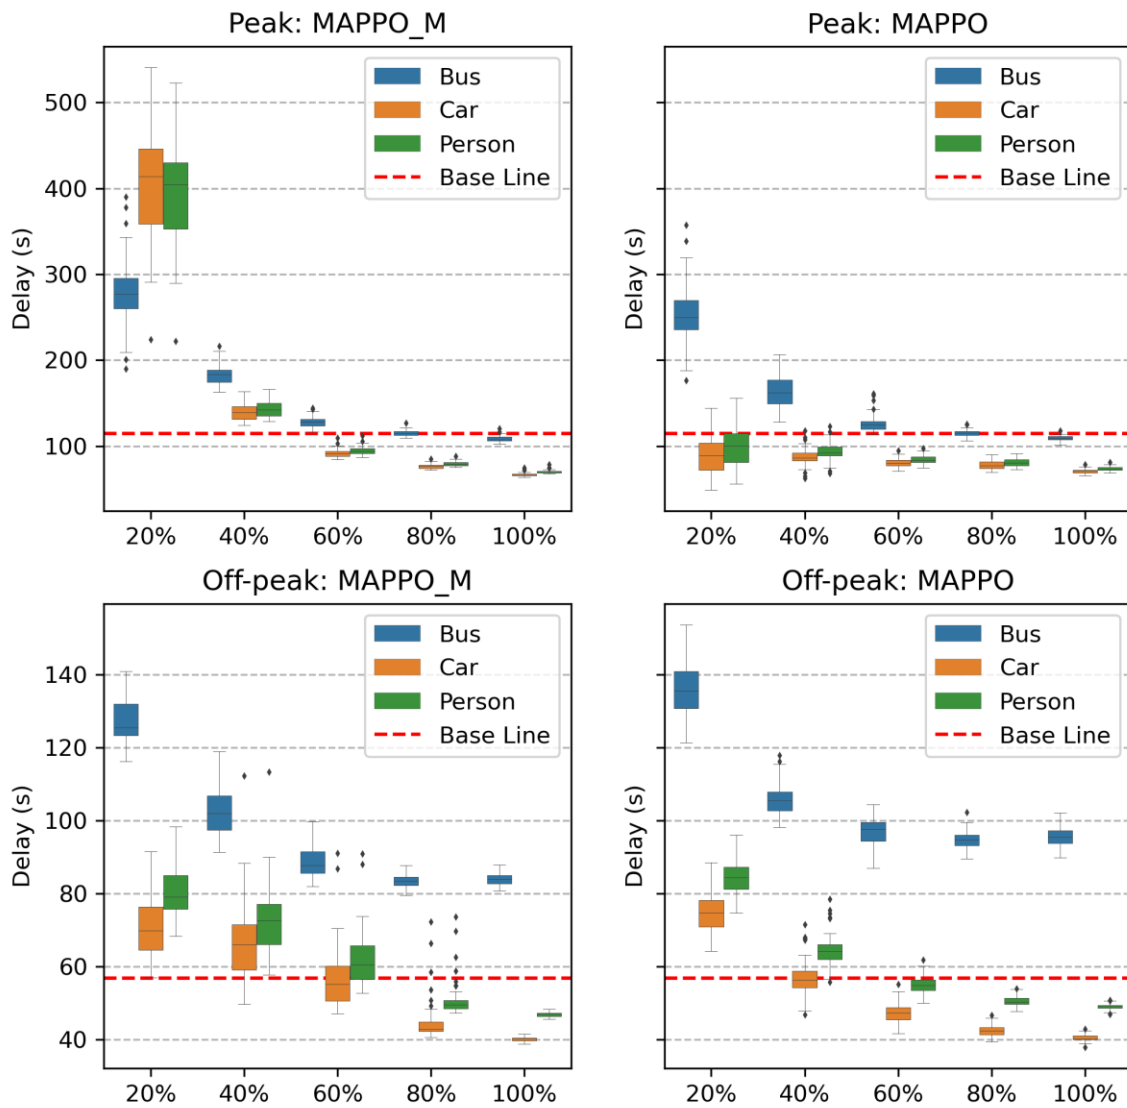 Peak: MAPPO_M
Delay (s)
500
400
300
200
100
Bus
Car
Person
Base Line
20%
40%
60%
80%
100%
Peak: MAPPO
Delay (s)
Bus
Car
Person
Base Line
20%
40%
60%
80%
100%
Off-peak: MAPPO_M
Delay (s)
140
120
100
80
60
40
Bus
Car
Person
Base Line
20%
40%
60%
80%
100%
Off-peak: MAPPO
Delay (s)
Bus
Car
Person
Base Line
20%
40%
60%
80%
100%